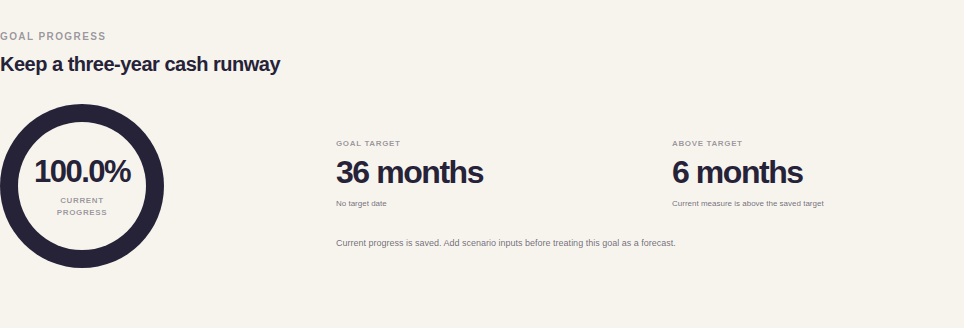 GOAL PROGRESS
Keep a three-year cash runway
100.0%
CURRENT
PROGRESS
GOAL TARGET
36 months
No target date
ABOVE TARGET
6 months
Current measure is above the saved target
Current progress is saved. Add scenario inputs before treating this goal as a forecast.